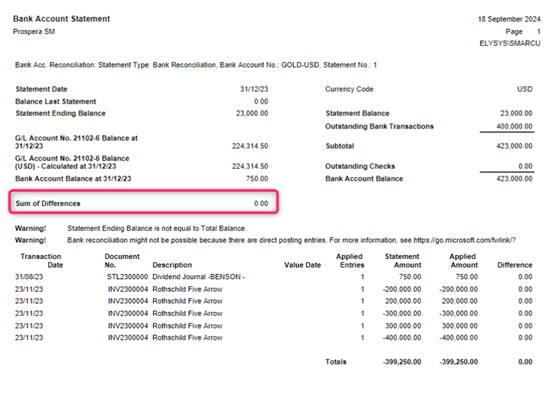 Bank Account Statement
18 September 2024
Prospera SM
Page 1
ELYSYS\SMARCU
Bank Acc. Reconciliation: Statement Type: Bank Reconciliation, Bank Account No.: GOLD-USD, Statement No.: 1
Statement Date 31/12/23 Currency Code USD
Balance Last Statement 0.00
Statement Ending Balance 23,000.00 Statement Balance 23,000.00
Outstanding Bank Transactions 400,000.00
G/L Account No. 21102-6 Balance at 31/12/23 224,314.50 Subtotal 423,000.00
G/L Account No. 21102-6 Balance (USD) - Calculated at 31/12/23 224,314.50 Outstanding Checks 0.00
Bank Account Balance at 31/12/23 750.00 Bank Account Balance 423,000.00
Sum of Differences 0.00
Warning! Statement Ending Balance is not equal to Total Balance.
Warning! Bank reconciliation might not be possible because there are direct posting entries. For more information, see https://go.microsoft.com/fwlink/?
Transaction Date Document No. Description Value Date Applied Entries Statement Amount Applied Amount Difference
31/08/23 STL2300000 Dividend Journal -BENSON - 1 750.00 750.00 0.00
23/11/23 INV2300004 Rothschild Five Arrow 1 -200,000.00 -200,000.00 0.00
23/11/23 INV2300004 Rothschild Five Arrow 1 200,000.00 200,000.00 0.00
23/11/23 INV2300004 Rothschild Five Arrow 1 -300,000.00 -300,000.00 0.00
23/11/23 INV2300004 Rothschild Five Arrow 1 300,000.00 300,000.00 0.00
23/11/23 INV2300004 Rothschild Five Arrow 1 -400,000.00 -400,000.00 0.00
Totals -399,250.00 -399,250.00 0.00